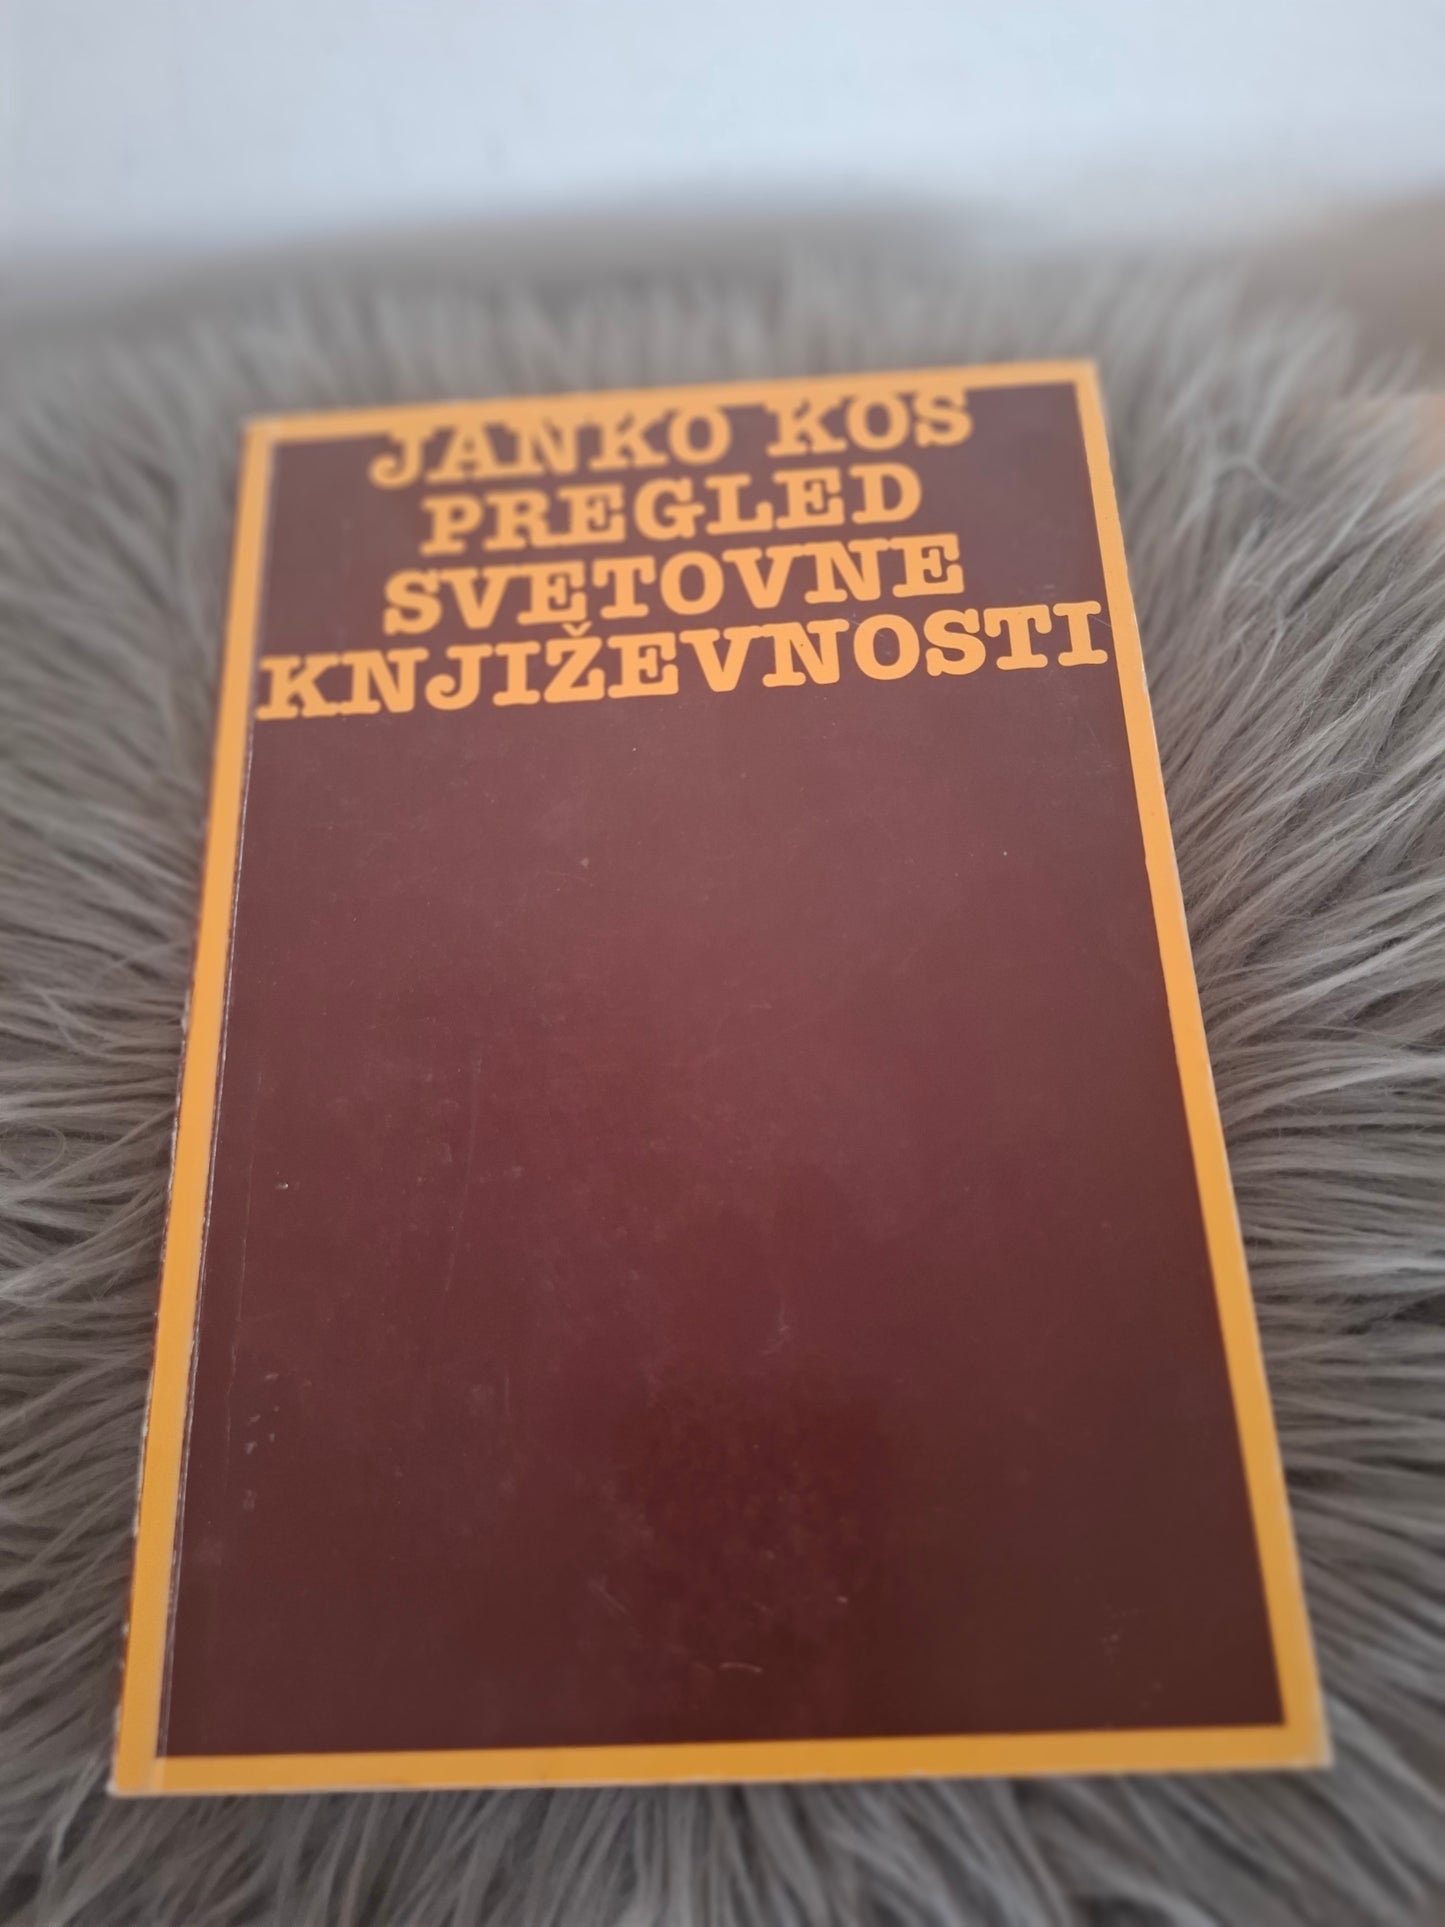 JANKO KOS
PREGLED
SVETOVNE
KNJIŽEVNOSTI